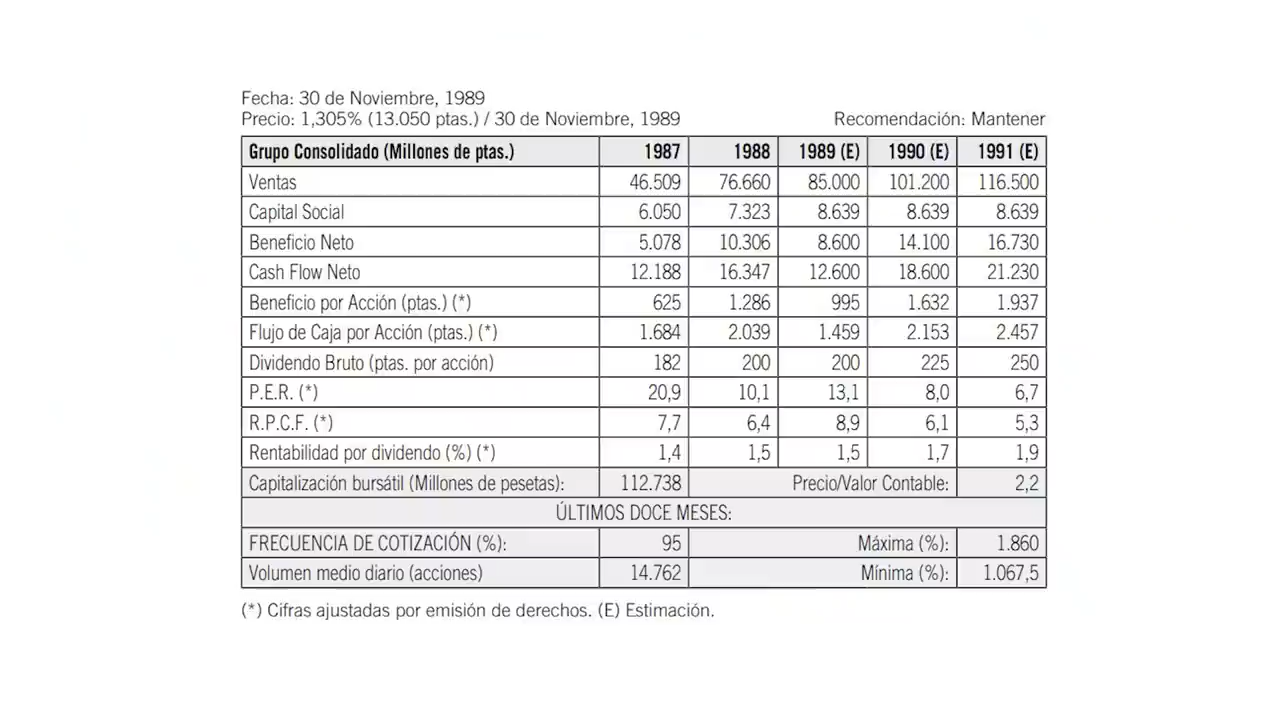 Fecha: 30 de Noviembre, 1989
Precio: 1,305% (13.050 ptas.) / 30 de Noviembre, 1989 Recomendación: Mantener
Grupo Consolidado (Millones de ptas.) 1987 1988 1989 (E) 1990 (E) 1991 (E)
Ventas 46.509 76.660 85.000 101.200 116.500
Capital Social 6.050 7.323 8.639 8.639 8.639
Beneficio Neto 5.078 10.306 8.600 14.100 16.730
Cash Flow Neto 12.188 16.347 12.600 18.600 21.230
Beneficio por Acción (ptas.) (*) 625 1.286 995 1.632 1.937
Flujo de Caja por Acción (ptas.) (*) 1.684 2.039 1.459 2.153 2.457
Dividendo Bruto (ptas. por acción) 182 200 200 225 250
P.E.R. (*) 20,9 10,1 13,1 8,0 6,7
R.P.C.F. (*) 7,7 6,4 8,9 6,1 5,3
Rentabilidad por dividendo (%) (*) 1,4 1,5 1,5 1,7 1,9
Capitalización bursátil (Millones de pesetas): 112.738 Precio/Valor Contable: 2,2
ÚLTIMOS DOCE MESES:
FRECUENCIA DE COTIZACIÓN (%): 95 Máxima (%): 1.860
Volumen medio diario (acciones) 14.762 Mínima (%): 1.067,5
(*) Cifras ajustadas por emisión de derechos. (E) Estimación.